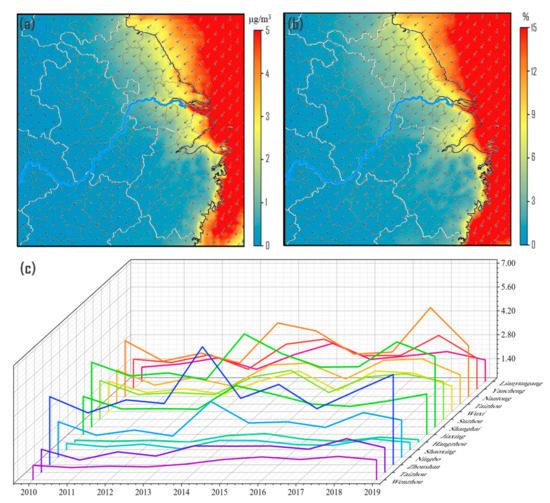 (a)
µg/m³
5
4
3
2
1
0
(b)
%
15
12
9
6
3
0
(c)
7.00
5.60
4.20
2.80
1.40
Lianyungang
Yancheng
Nantong
Taizhou
Wuxi
Suzhou
Shanghai
Jiaxing
Hangzhou
Shaoxing
Ningbo
Zhoushan
Taizhou
Wenzhou
2010 2011 2012 2013 2014 2015 2016 2017 2018 2019